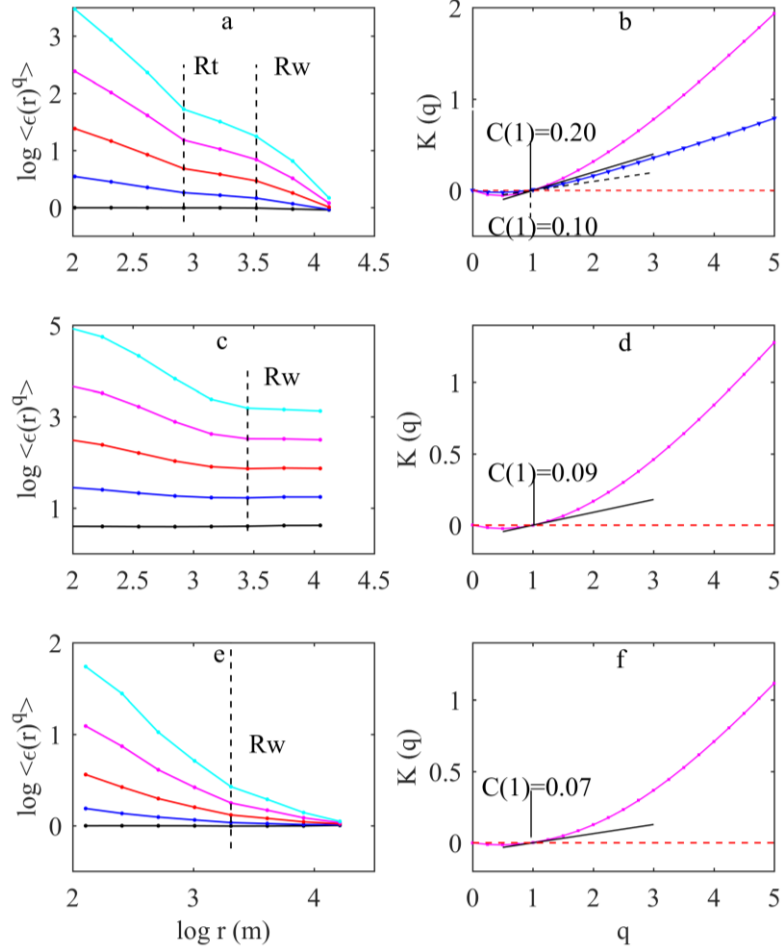 a
Rt
Rw
log <ϵ(r)^q>
3
2
1
0
2 2.5 3 3.5 4 4.5
b
K (q)
2
1
0
C(1)=0.20
C(1)=0.10
0 1 2 3 4 5
c
Rw
log <ϵ(r)^q>
5
3
1
2 2.5 3 3.5 4 4.5
d
K (q)
1
0.5
0
C(1)=0.09
0 1 2 3 4 5
e
Rw
log <ϵ(r)^q>
2
1
0
2 3 4
log r (m)
f
K (q)
1
0.5
0
C(1)=0.07
0 1 2 3 4 5
q